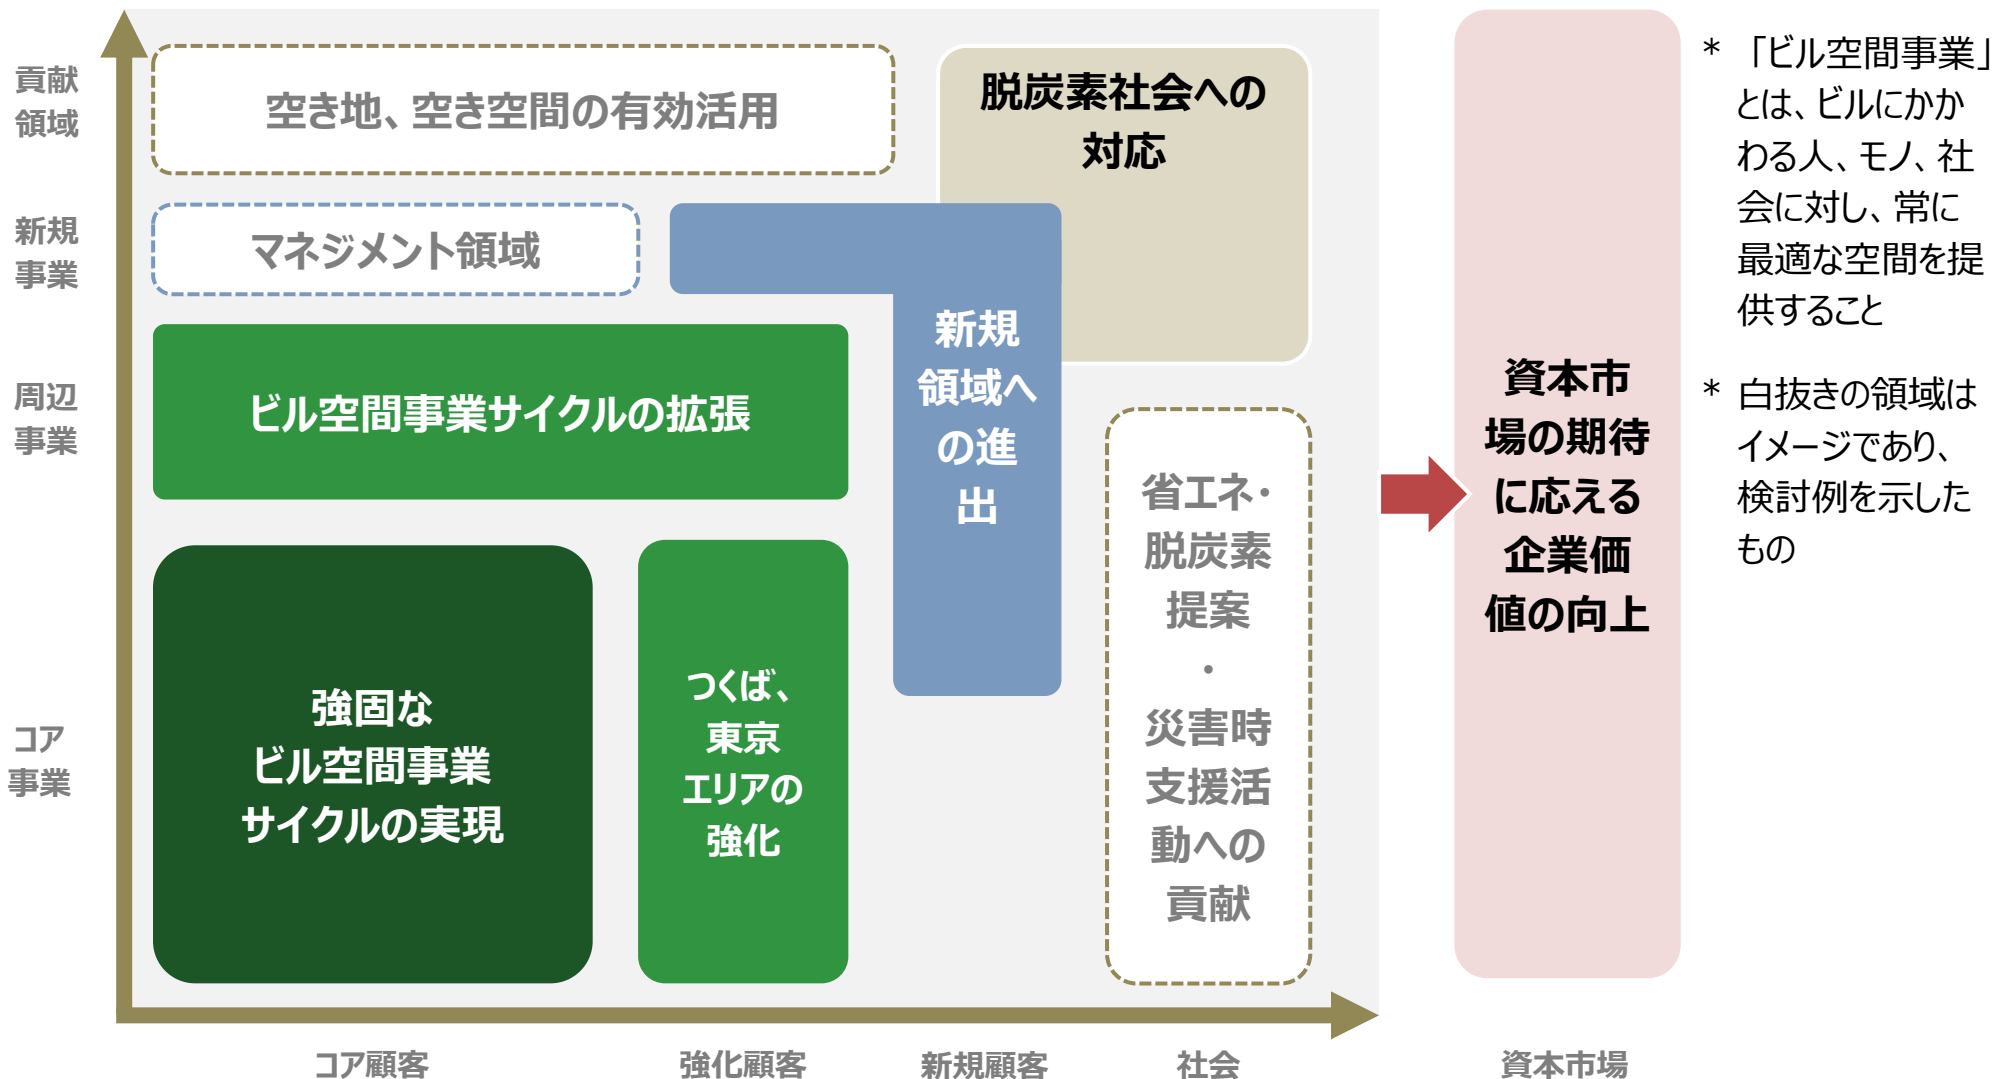 貢献
領域
空き地、空き空間の有効活用
脱炭素社会への
対応
新規
事業
マネジメント領域
新規
領域へ
の進
出
周辺
事業
ビル空間事業サイクルの拡張
省エネ・
脱炭素
提案
・
災害時
支援活
動への
貢献
コア
事業
強固な
ビル空間事業
サイクルの実現
つくば、
東京
エリアの
強化
コア顧客
強化顧客
新規顧客
社会
資本市場
資本市
場の期待
に応える
企業価
値の向上
* 「ビル空間事業」
とは、ビルにかか
わる人、モノ、社
会に対し、常に
最適な空間を提
供すること
* 白抜きの領域は
イメージであり、
検討例を示した
もの